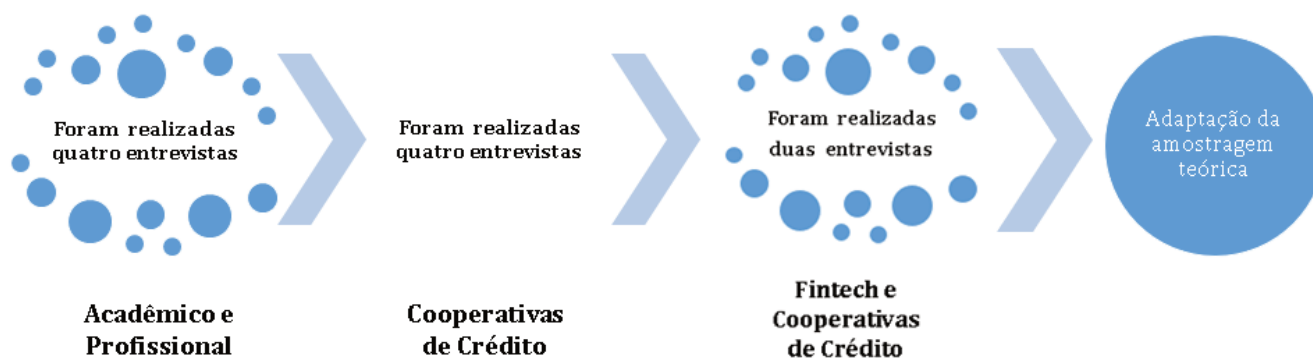 Foram realizadas
quatro entrevistas
Foram realizadas
quatro entrevistas
Foram realizadas
duas entrevistas
Adaptação da
amostragem
teórica
Acadêmico e
Profissional
Cooperativas
de Crédito
Fintech e
Cooperativas
de Crédito